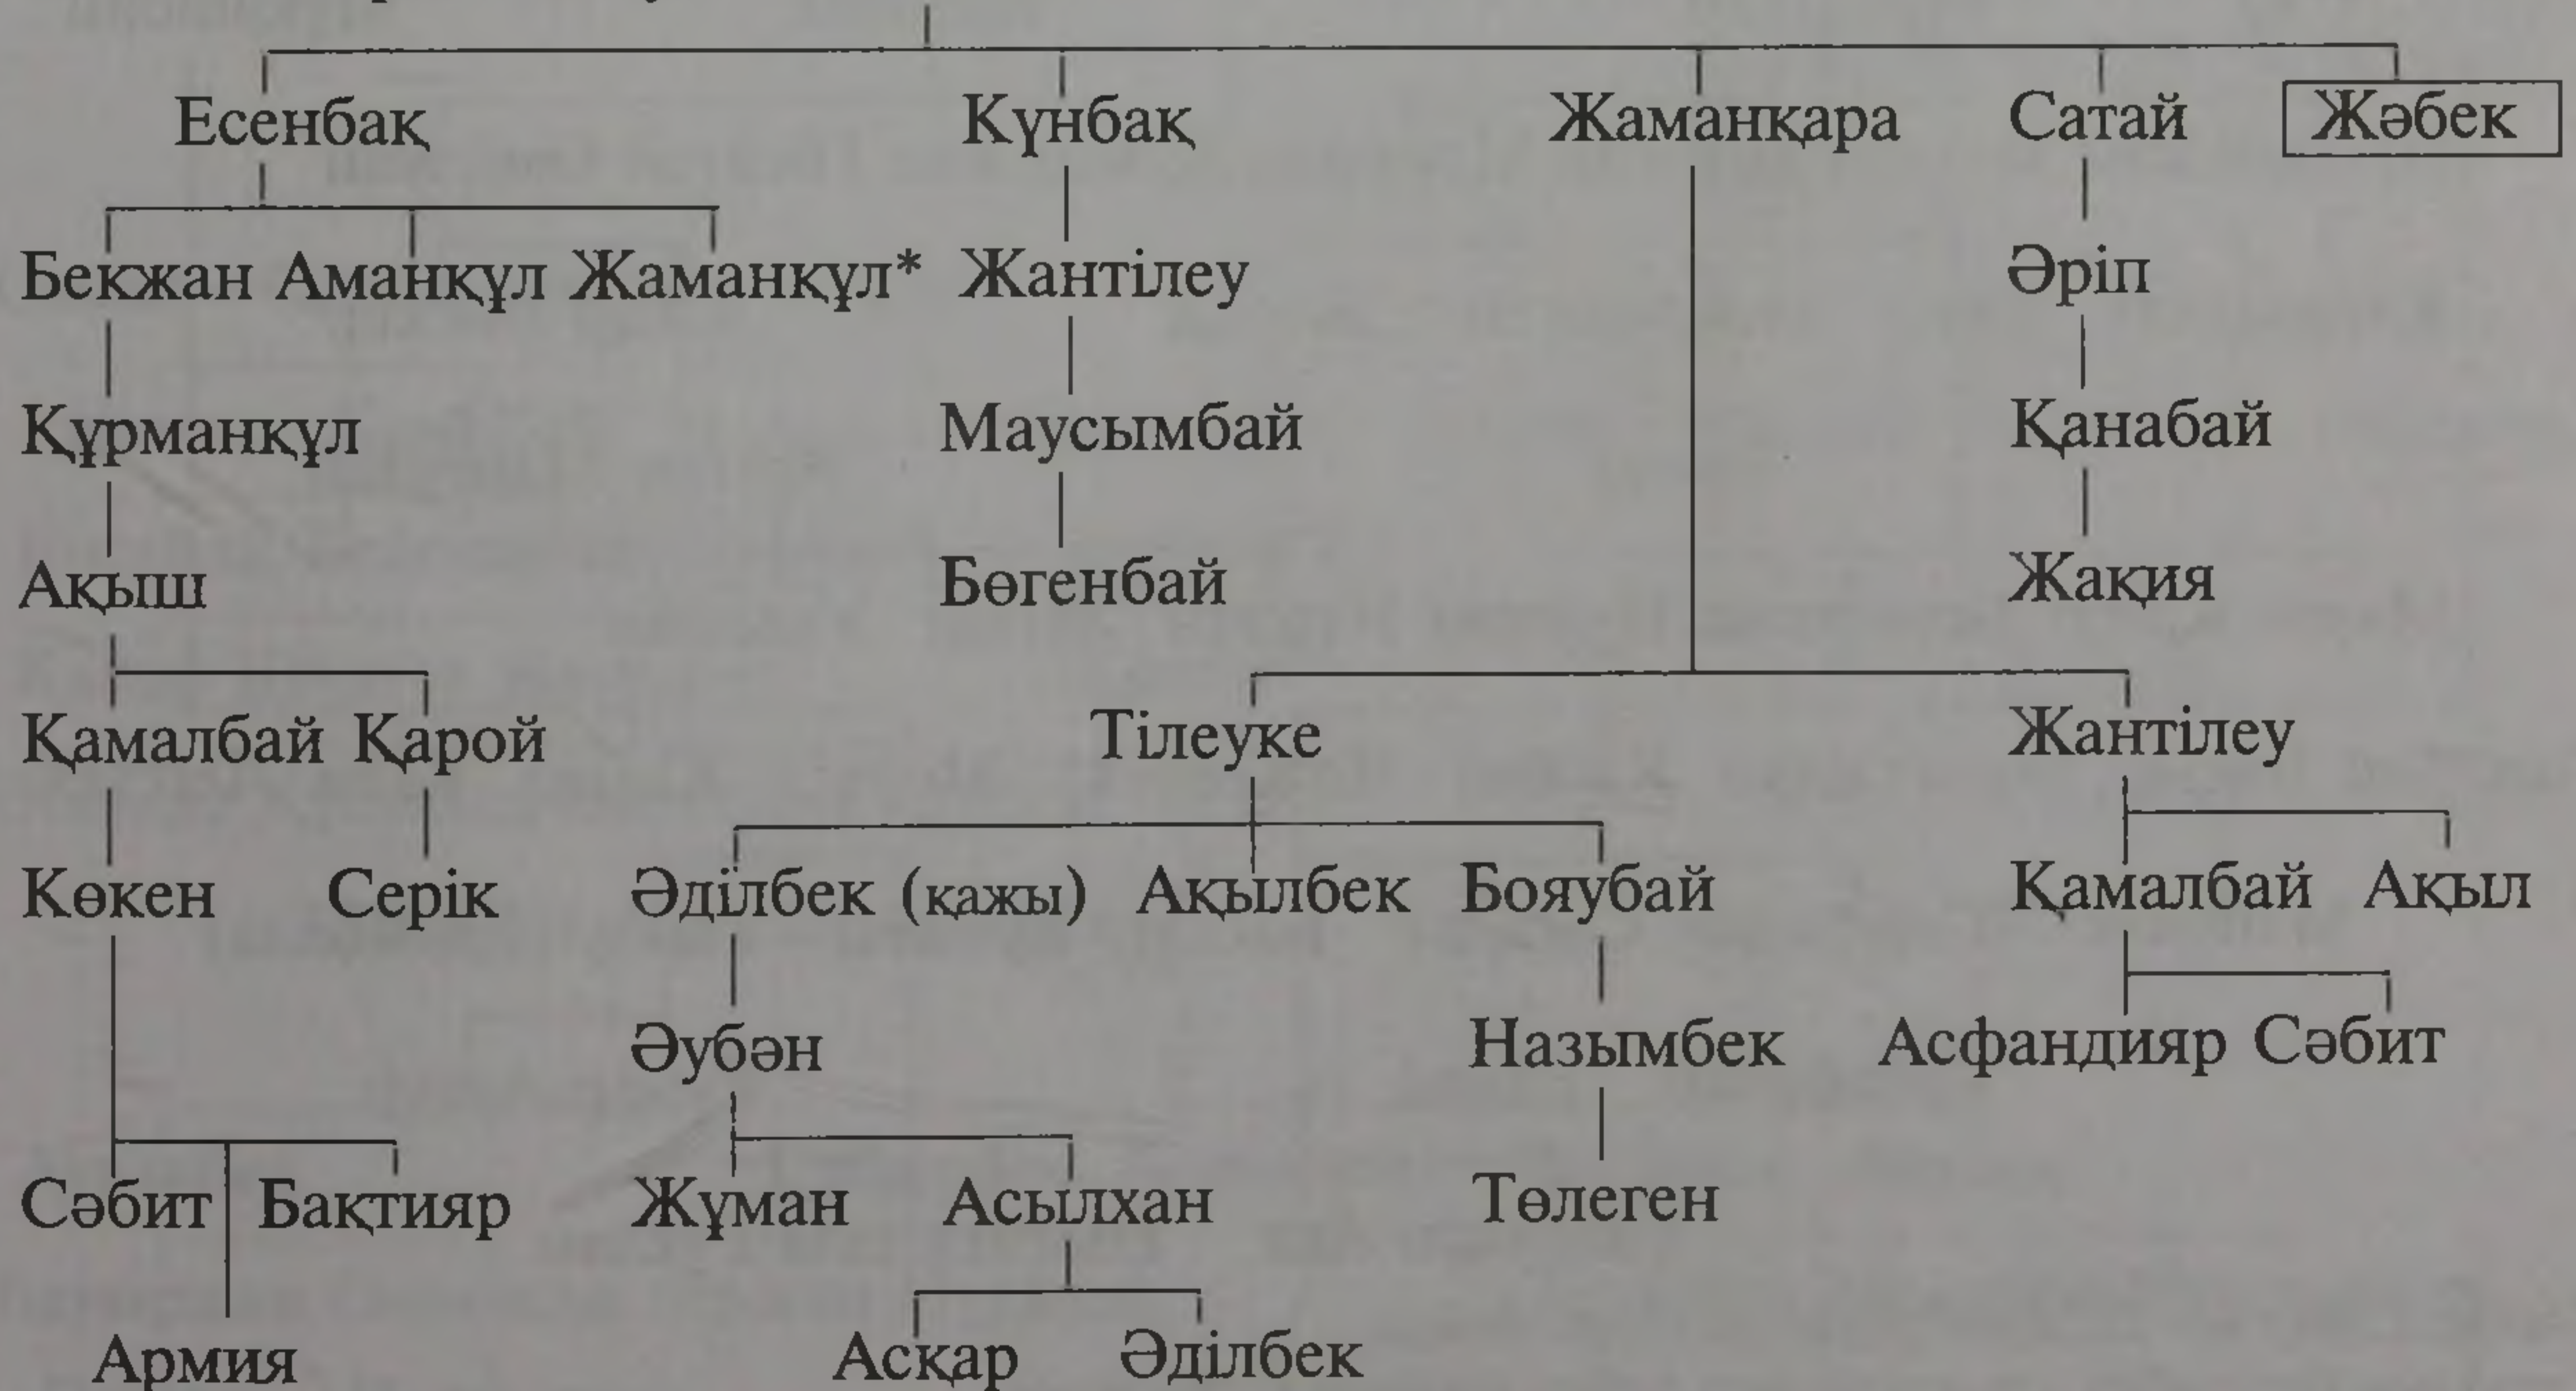 Есенбақ Күнбақ Жаманқара Сатай Жәбек
Бекжан Аманқұл Жаманқұл* Жантілеу Әріп
Құрманқұл Маусымбай Қанабай
Ақыш Бөгенбай Жақия
Қамалбай Қарой Тілеуке Жантілеу
Көкен Серік Әділбек (қажы) Ақылбек Бояубай Қамалбай Ақыл
Әубән Назымбек Асфандияр Сәбит
Сәбит Бақтияр Жұман Асылхан Төлеген
Армия Асқар Әділбек